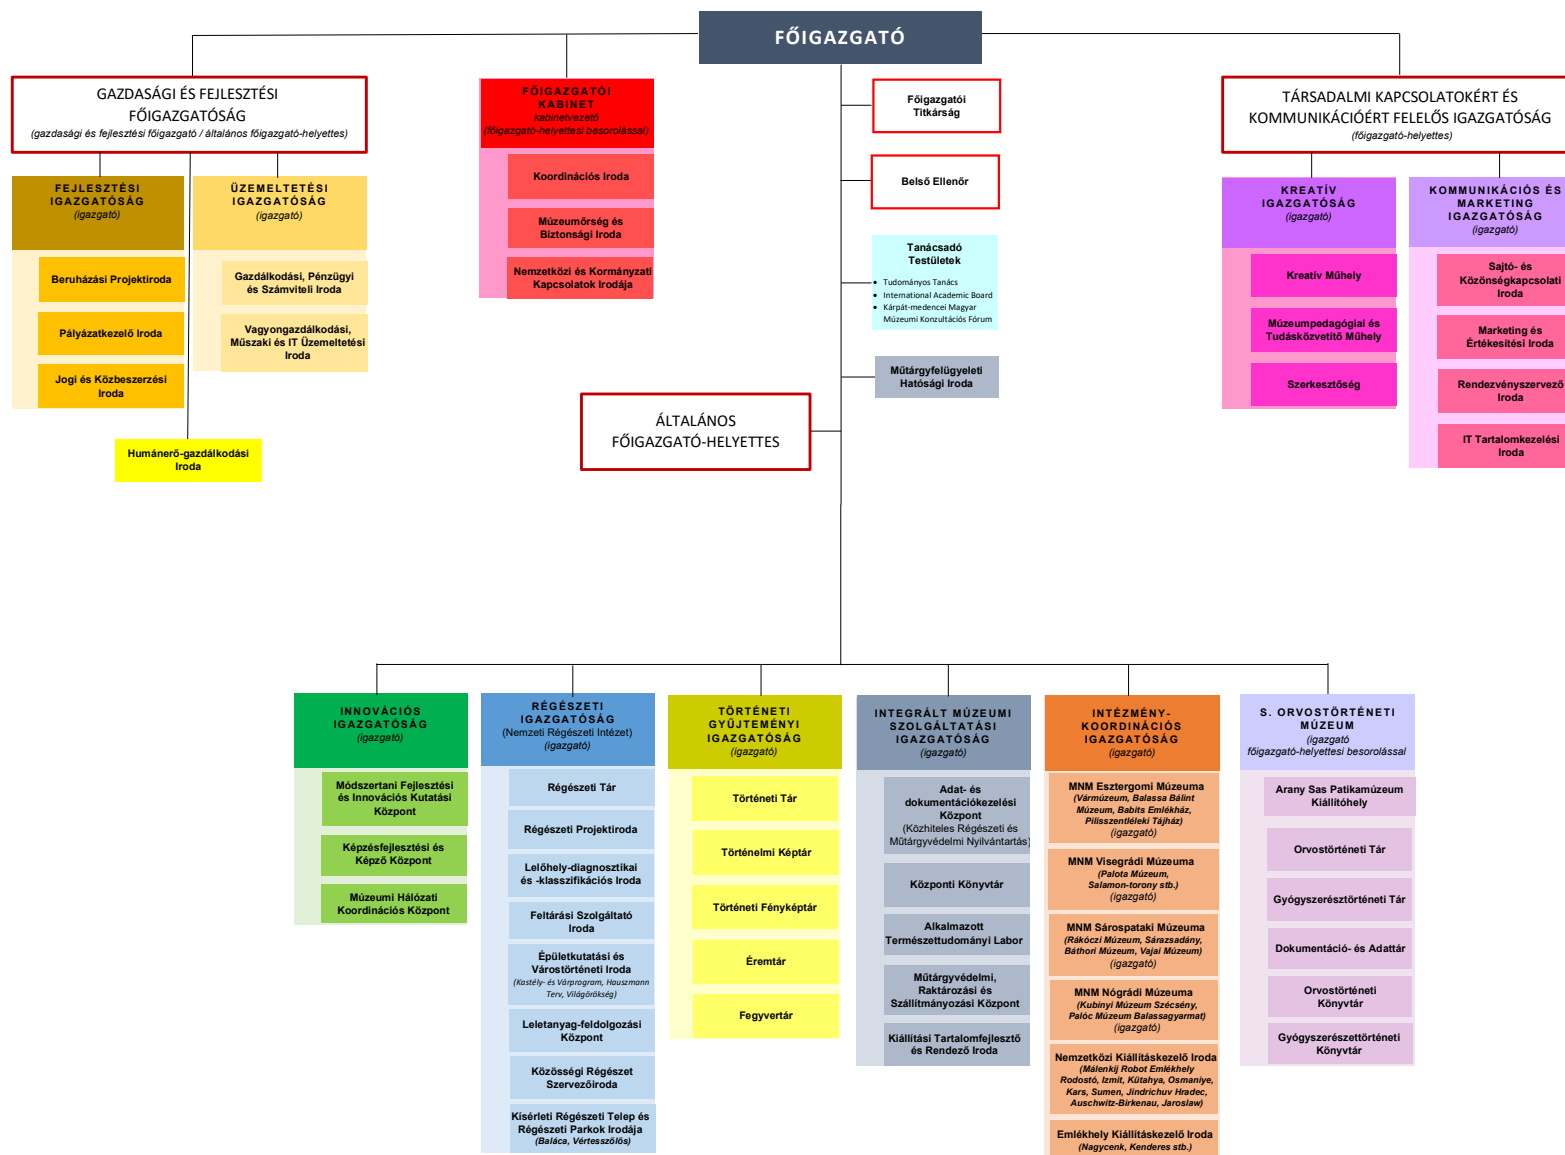 FŐIGAZGATÓ
GAZDASÁGI ÉS FEJLESZTÉSI
FŐIGAZGATÓSÁG
(gazdasági és fejlesztési főigazgató / általános főigazgató-helyettes)
FEJLESZTÉSI
IGAZGATÓSÁG
(igazgató)
Beruházási Projektiroda
Pályázatkezelő Iroda
Jogi és Közbeszerzési
Iroda
ÜZEMELTETÉSI
IGAZGATÓSÁG
(igazgató)
Gazdálkodási, Pénzügyi
és Számviteli Iroda
Vagyongazdálkodási,
Műszaki és IT Üzemeltetési
Iroda
Humánerő-gazdálkodási
Iroda
FŐIGAZGATÓI
KABINET
kabinetvezető
(főigazgató-helyettesi besorolással)
Koordinációs Iroda
Múzeumőrség és
Biztonsági Iroda
Nemzetközi és Kormányzati
Kapcsolatok Irodája
Főigazgatói
Titkárság
Belső Ellenőr
Tanácsadó
Testületek
• Tudományos Tanács
• International Academic Board
• Kárpát-medencei Magyar
Múzeumi Konzultációs Fórum
Műtárgyfelügyeleti
Hatósági Iroda
ÁLTALÁNOS
FŐIGAZGATÓ-HELYETTES
TÁRSADALMI KAPCSOLATOKÉRT ÉS
KOMMUNIKÁCIÓÉRT FELELŐS IGAZGATÓSÁG
(főigazgató-helyettes)
KREATÍV
IGAZGATÓSÁG
(igazgató)
Kreatív Műhely
Múzeumpedagógiai és
Tudásközvetítő Műhely
Szerkesztőség
KOMMUNIKÁCIÓS ÉS
MARKETING
IGAZGATÓSÁG
(igazgató)
Sajtó- és
Közönségkapcsolati
Iroda
Marketing és
Értékesítési Iroda
Rendezvényszervező
Iroda
IT Tartalomkezelési
Iroda
INNOVÁCIÓS
IGAZGATÓSÁG
(igazgató)
Módszertani Fejlesztési
és Innovációs Kutatási
Központ
Képzésfejlesztési és
Képző Központ
Múzeumi Hálózati
Koordinációs Központ
RÉGÉSZETI
IGAZGATÓSÁG
(Nemzeti Régészeti Intézet)
(igazgató)
Régészeti Tár
Régészeti Projektiroda
Lelőhely-diagnosztikai
és -klasszifikációs Iroda
Feltárási Szolgáltató
Iroda
Épületkutatási és
Várostörténeti Iroda
(Kastély- és Várprogram, Hauszmann
Terv, Világörökség)
Leletanyag-feldolgozási
Központ
Közösségi Régészet
Szervezőiroda
Kísérleti Régészeti Telep és
Régészeti Parkok Irodája
(Baláca, Vértesszőlős)
TÖRTÉNETI
GYŰJTEMÉNYI
IGAZGATÓSÁG
(igazgató)
Történeti Tár
Történelmi Képtár
Történeti Fényképtár
Éremtár
Fegyvertár
INTEGRÁLT MÚZEUMI
SZOLGÁLTATÁSI
IGAZGATÓSÁG
(igazgató)
Adat- és
dokumentációkezelési
Központ
(Közhiteles Régészeti és
Műtárgyvédelmi Nyilvántartás)
Központi Könyvtár
Alkalmazott
Természettudományi Labor
Műtárgyvédelmi,
Raktározási és
Szállítmányozási Központ
Kiállítási Tartalomfejlesztő
és Rendező Iroda
INTÉZMÉNY-
KOORDINÁCIÓS
IGAZGATÓSÁG
(igazgató)
MNM Esztergomi Múzeuma
(Vármúzeum, Balassa Bálint
Múzeum, Babits Emlékház,
Pilisszentléleki Tájház)
(igazgató)
MNM Visegrádi Múzeuma
(Palota Múzeum,
Salamon-torony stb.)
(igazgató)
MNM Sárospataki Múzeuma
(Rákóczi Múzeum, Sárazsadány,
Báthori Múzeum, Vajai Múzeum)
(igazgató)
MNM Nógrádi Múzeuma
(Kubinyi Múzeum Szécsény,
Palóc Múzeum Balassagyarmat)
(igazgató)
Nemzetközi Kiállításkezelő Iroda
(Málenkij Robot Emlékhely
Rodostó, Izmit, Kütahya, Osmaniye,
Kars, Sumen, Jindrichuv Hradec,
Auschwitz-Birkenau, Jaroslaw)
Emlékhely Kiállításkezelő Iroda
(Nagycenk, Kenderes stb.)
S. ORVOSTÖRTÉNETI
MÚZEUM
(igazgató
főigazgató-helyettesi besorolással
Arany Sas Patikamúzeum
Kiállítóhely
Orvostörténeti Tár
Gyógyszerésztörténeti Tár
Dokumentáció- és Adattár
Orvostörténeti
Könyvtár
Gyógyszerészettörténeti
Könyvtár